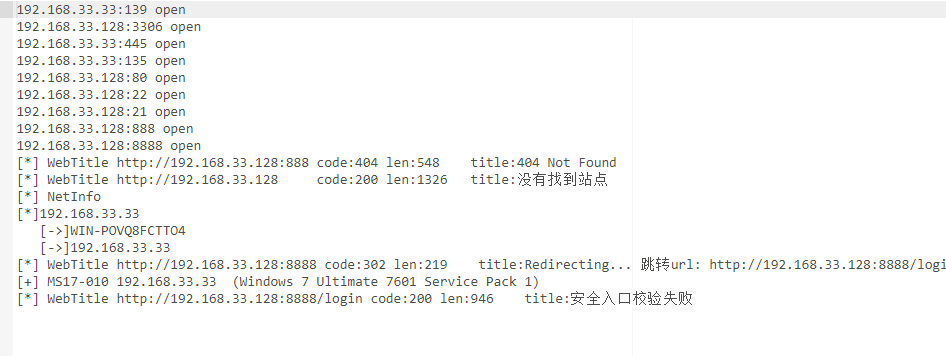 192.168.33.33:139 open
192.168.33.128:3306 open
192.168.33.33:445 open
192.168.33.33:135 open
192.168.33.128:80 open
192.168.33.128:22 open
192.168.33.128:21 open
192.168.33.128:888 open
192.168.33.128:8888 open
[*] WebTitle http://192.168.33.128:888 code:404 len:548 title:404 Not Found
[*] WebTitle http://192.168.33.128 code:200 len:1326 title:没有找到站点
[*] NetInfo
[*]192.168.33.33
[->]WIN-POVQ8FCTTO4
[->]192.168.33.33
[*] WebTitle http://192.168.33.128:8888 code:302 len:219 title:Redirecting... 跳转url: http://192.168.33.128:8888/logi
[+] MS17-010 192.168.33.33 (Windows 7 Ultimate 7601 Service Pack 1)
[*] WebTitle http://192.168.33.128:8888/login code:200 len:946 title:安全入口校验失败